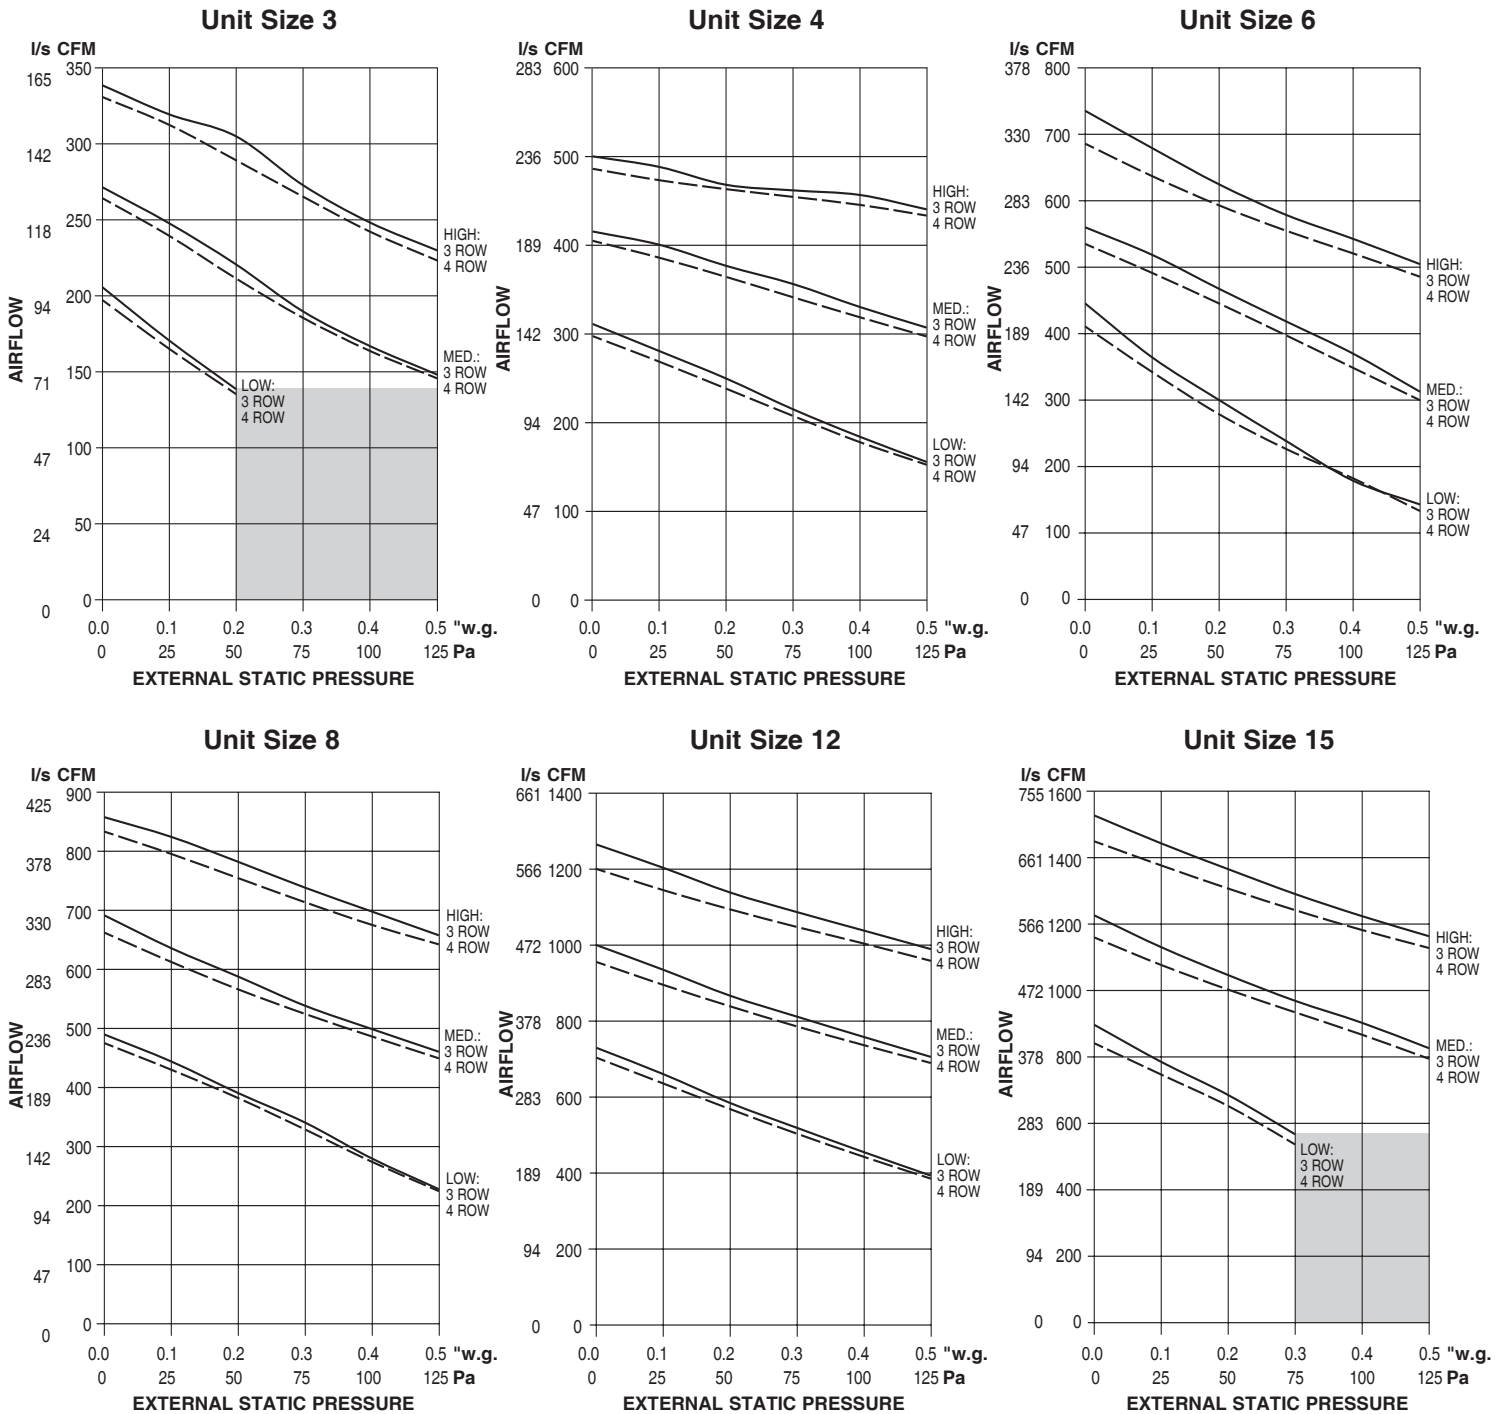 Unit Size 3
l/s CFM
350
165
300
142
250
118
200
94
150
71
100
47
50
24
0
0
AIRFLOW
HIGH:
3 ROW
4 ROW
MED.:
3 ROW
4 ROW
LOW:
3 ROW
4 ROW
0.0 0.1 0.2 0.3 0.4 0.5 "w.g.
0 25 50 75 100 125 Pa
EXTERNAL STATIC PRESSURE
Unit Size 4
l/s CFM
283 600
236 500
189 400
142 300
94 200
47 100
0 0
AIRFLOW
HIGH:
3 ROW
4 ROW
MED.:
3 ROW
4 ROW
LOW:
3 ROW
4 ROW
0.0 0.1 0.2 0.3 0.4 0.5 "w.g.
0 25 50 75 100 125 Pa
EXTERNAL STATIC PRESSURE
Unit Size 6
l/s CFM
378 800
330 700
283 600
236 500
189 400
142 300
94 200
47 100
0 0
AIRFLOW
HIGH:
3 ROW
4 ROW
MED.:
3 ROW
4 ROW
LOW:
3 ROW
4 ROW
0.0 0.1 0.2 0.3 0.4 0.5 "w.g.
0 25 50 75 100 125 Pa
EXTERNAL STATIC PRESSURE
Unit Size 8
l/s CFM
900
425
800
378
700
330
600
283
500
236
400
189
300
142
200
94
100
47
0
0
AIRFLOW
HIGH:
3 ROW
4 ROW
MED.:
3 ROW
4 ROW
LOW:
3 ROW
4 ROW
0.0 0.1 0.2 0.3 0.4 0.5 "w.g.
0 25 50 75 100 125 Pa
EXTERNAL STATIC PRESSURE
Unit Size 12
l/s CFM
661 1400
566 1200
472 1000
378 800
283 600
189 400
94 200
0 0
AIRFLOW
HIGH:
3 ROW
4 ROW
MED.:
3 ROW
4 ROW
LOW:
3 ROW
4 ROW
0.0 0.1 0.2 0.3 0.4 0.5 "w.g.
0 25 50 75 100 125 Pa
EXTERNAL STATIC PRESSURE
Unit Size 15
l/s CFM
755 1600
661 1400
566 1200
472 1000
378 800
283 600
189 400
94 200
0 0
AIRFLOW
HIGH:
3 ROW
4 ROW
MED.:
3 ROW
4 ROW
LOW:
3 ROW
4 ROW
0.0 0.1 0.2 0.3 0.4 0.5 "w.g.
0 25 50 75 100 125 Pa
EXTERNAL STATIC PRESSURE